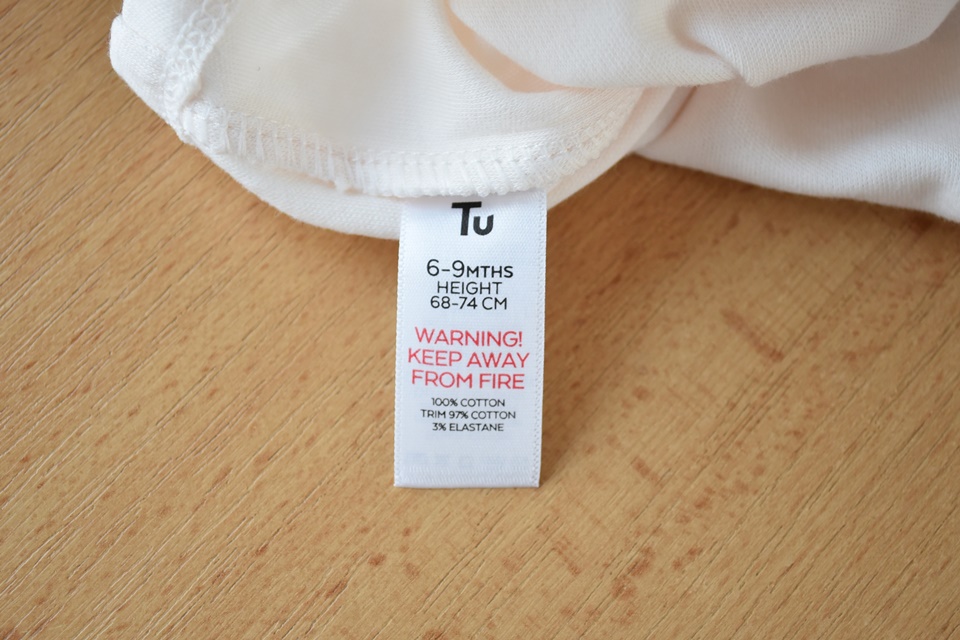 Tu
6-9MTHS
HEIGHT
68-74 CM
WARNING!
KEEP AWAY
FROM FIRE
100% COTTON
TRIM 97% COTTON
3% ELASTANE